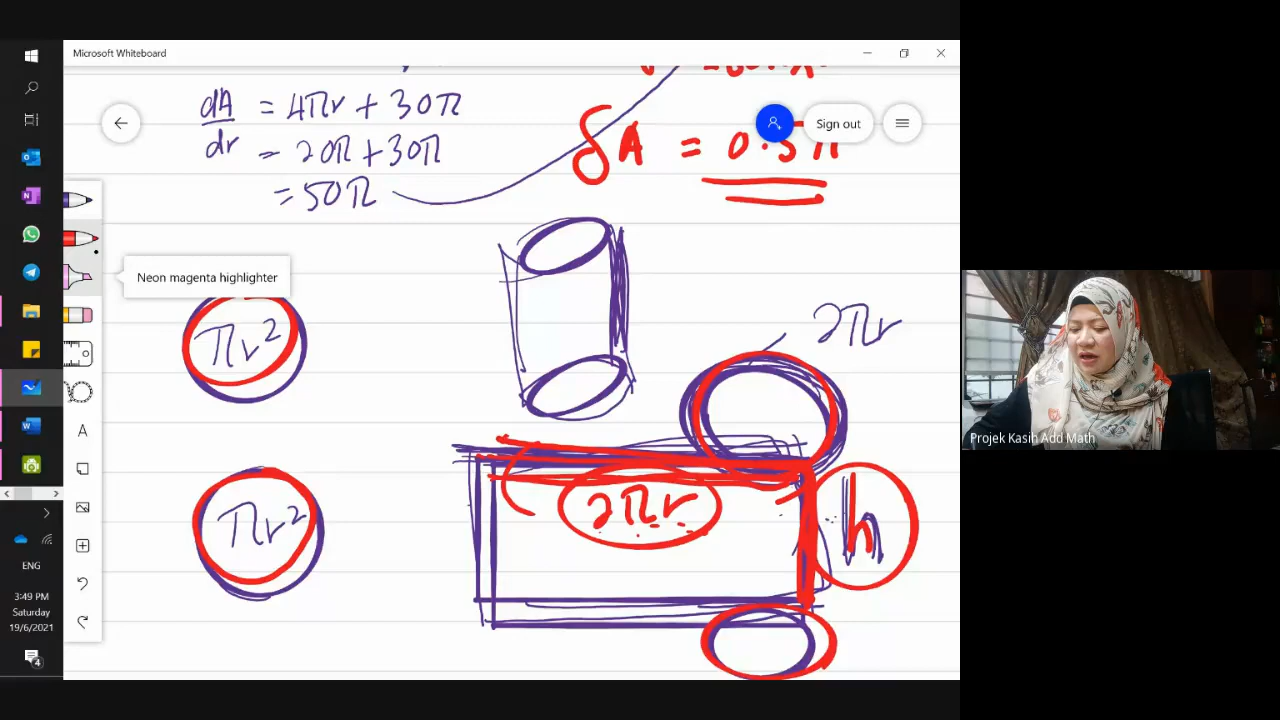 Microsoft Whiteboard
dA/dr = 4πr + 30π
= 20π + 30π
= 50π
δA = 0.5π
Sign out
Neon magenta highlighter
πr²
2πr
πr²
2πr
h
Projek Kasih Add Math
A
ENG
3:49 PM
Saturday
19/6/2021
4